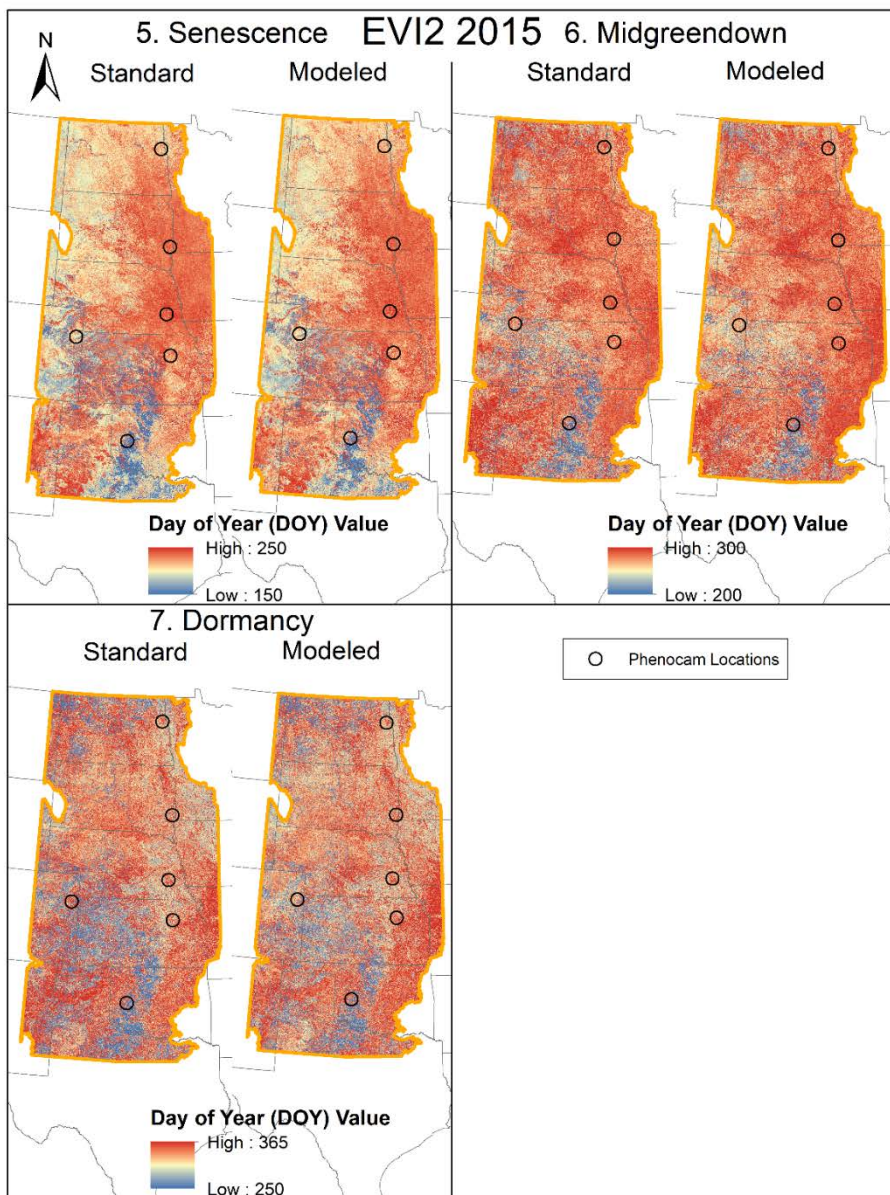 5. Senescence EVI2 2015 6. Midgreendown
N
Standard Modeled Standard Modeled
Day of Year (DOY) Value
High : 250
Low : 150
Day of Year (DOY) Value
High : 300
Low : 200
7. Dormancy
Standard Modeled
Phenocam Locations
Day of Year (DOY) Value
High : 365
Low : 250